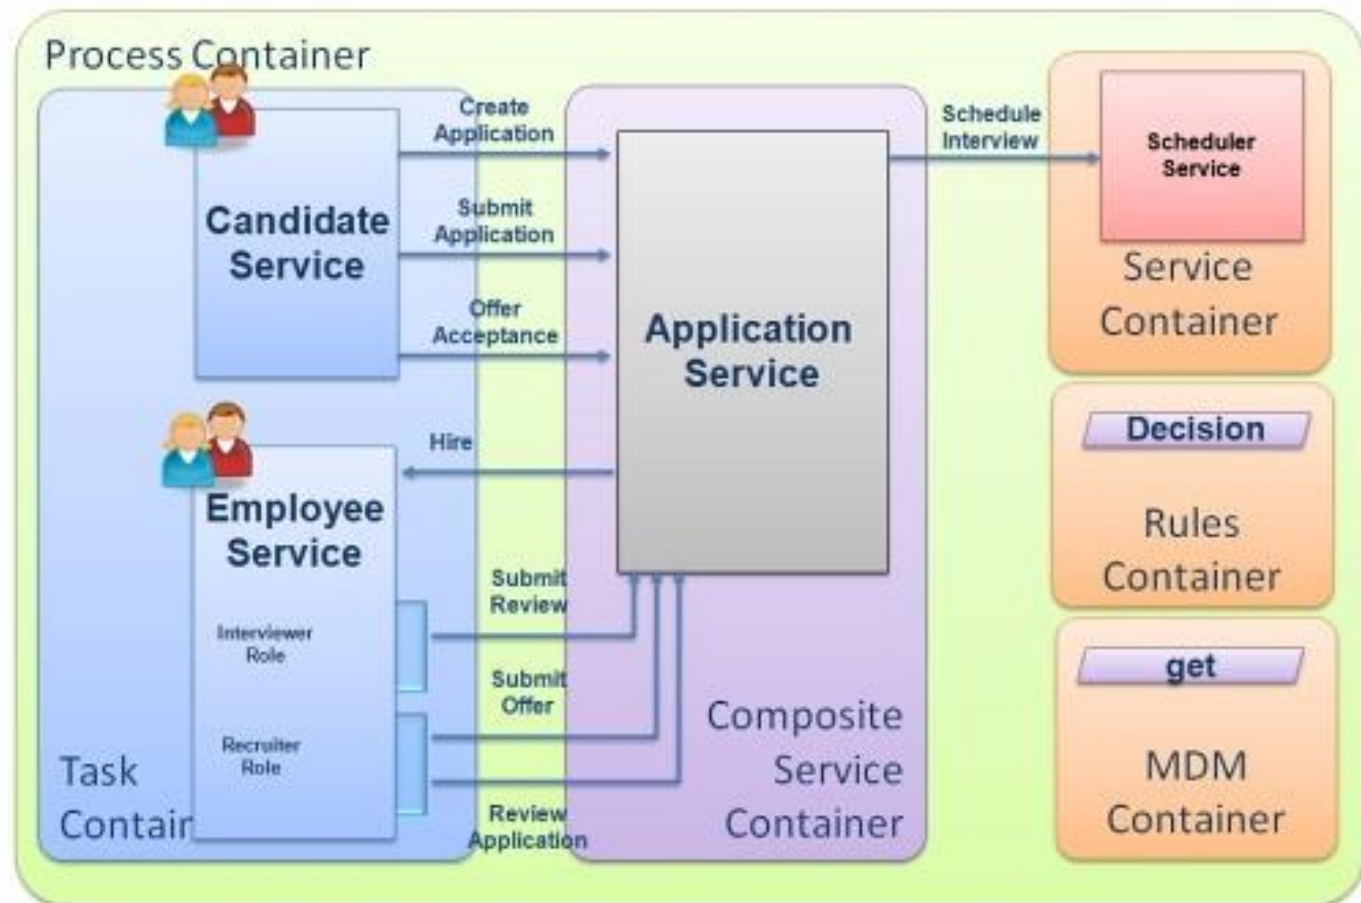 Process Container
Create
Application
Candidate
Service
Submit
Application
Offer
Acceptance
Hire
Employee
Service
Interviewer
Role
Recruiter
Role
Submit
Review
Submit
Offer
Review
Application
Task
Contair
Application
Service
Composite
Service
Container
Schedule
Interview
Scheduler
Service
Service
Container
Decision
Rules
Container
get
MDM
Container